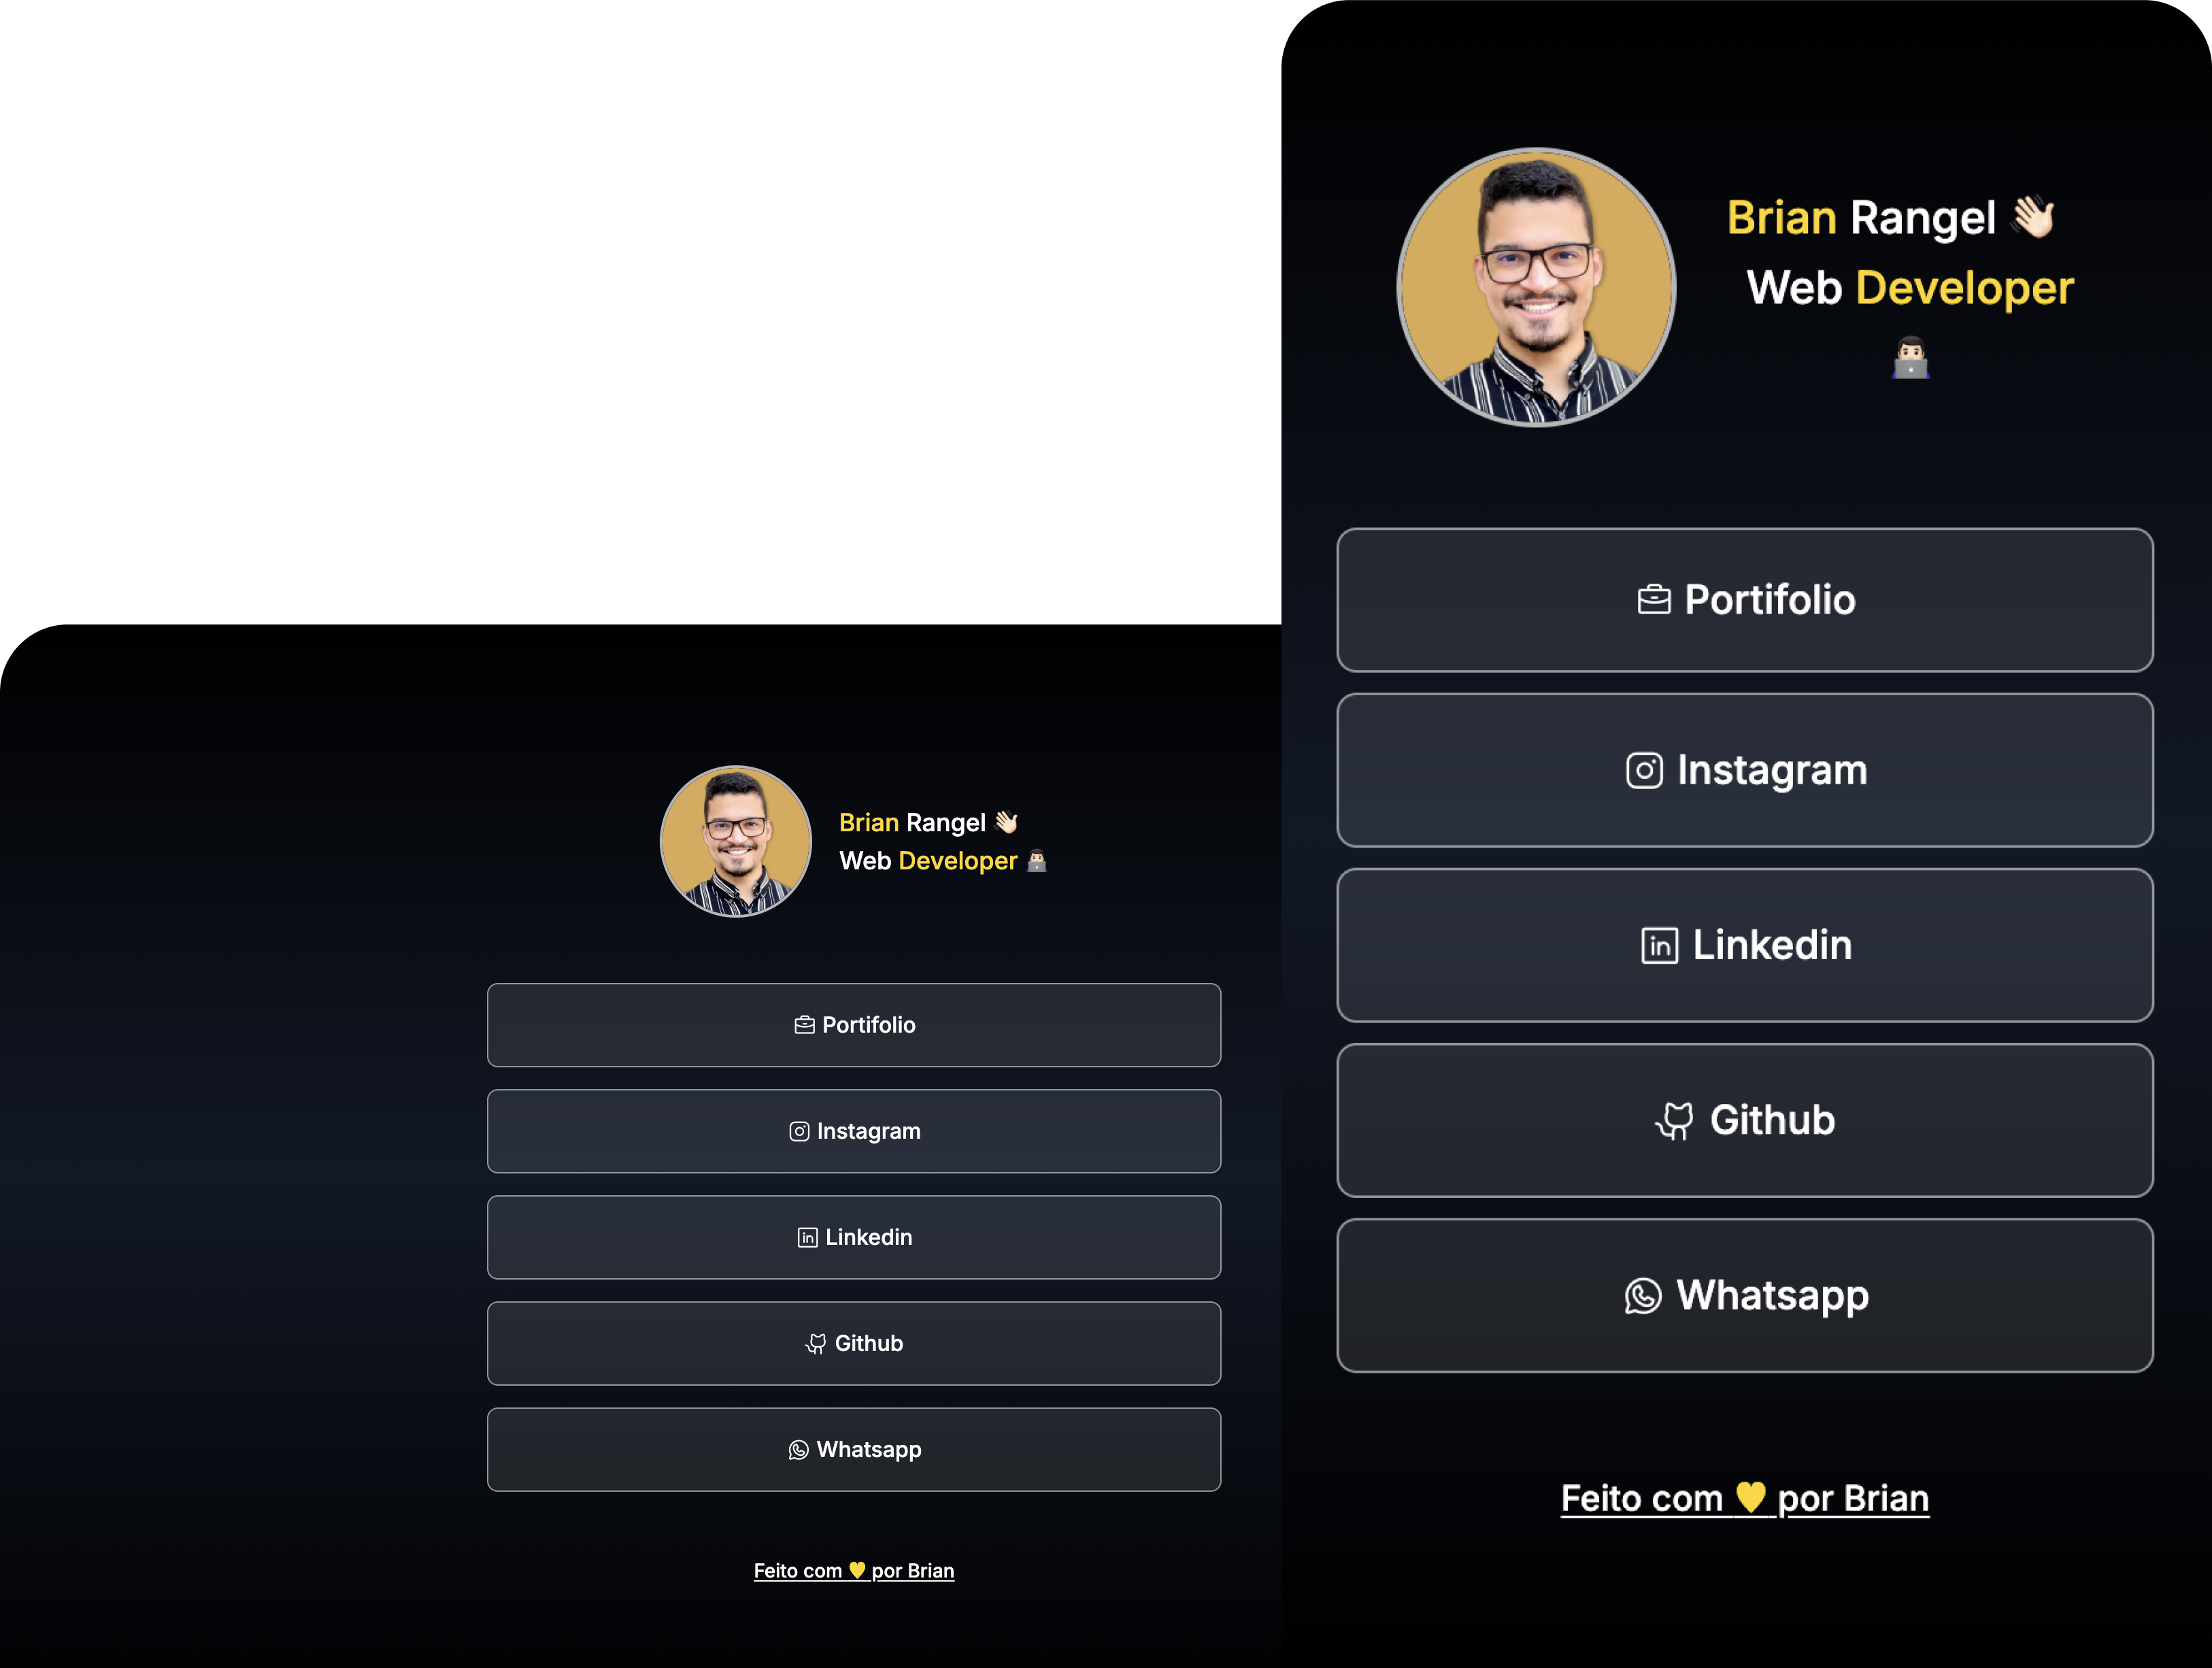 Brian Rangel 👋🏻
Web Developer 👨🏻‍💻
Portifolio
Instagram
Linkedin
Github
Whatsapp
Feito com 💛 por Brian
Brian Rangel 👋🏻
Web Developer
👨🏻‍💻
Portifolio
Instagram
Linkedin
Github
Whatsapp
Feito com 💛 por Brian